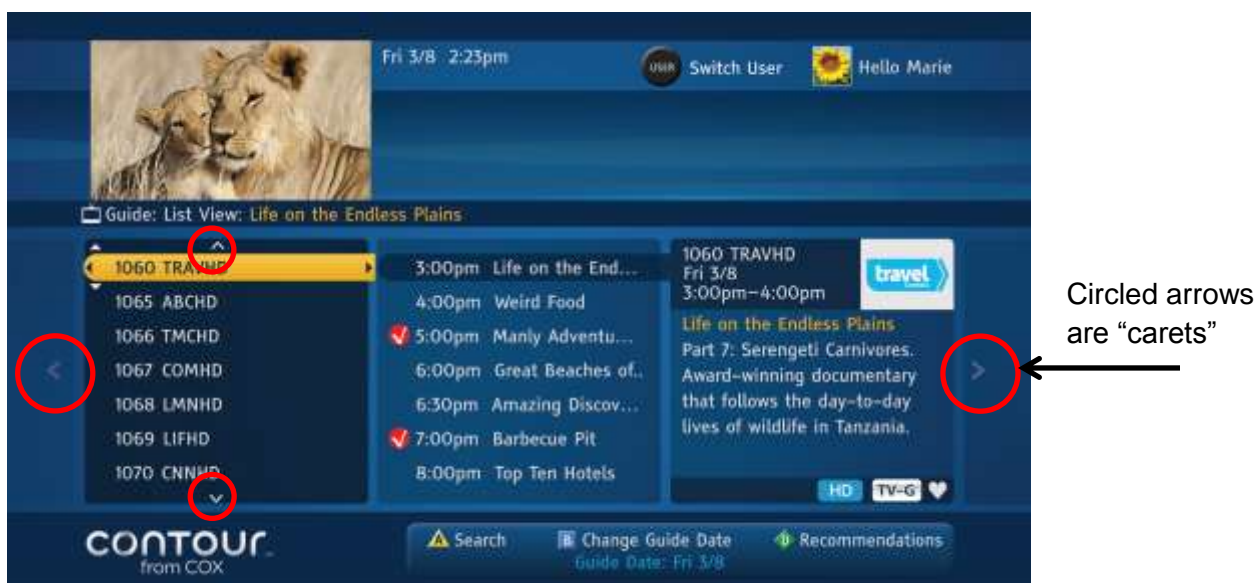 Fri 3/8 2:23pm
USER Switch User
Hello Marie
Guide: List View: Life on the Endless Plains
1060 TRAVHD
1065 ABCHD
1066 TMCHD
1067 COMHD
1068 LMNHD
1069 LIFHD
1070 CNNHD
3:00pm Life on the End...
4:00pm Weird Food
5:00pm Manly Adventu...
6:00pm Great Beaches of..
6:30pm Amazing Discov...
7:00pm Barbecue Pit
8:00pm Top Ten Hotels
1060 TRAVHD
Fri 3/8
3:00pm–4:00pm
travel
Life on the Endless Plains
Part 7: Serengeti Carnivores.
Award-winning documentary
that follows the day-to-day
lives of wildlife in Tanzania.
HD TV-G
Circled arrows
are “carets”
contour
from COX
A Search
B Change Guide Date
Guide Date: Fri 3/8
D Recommendations